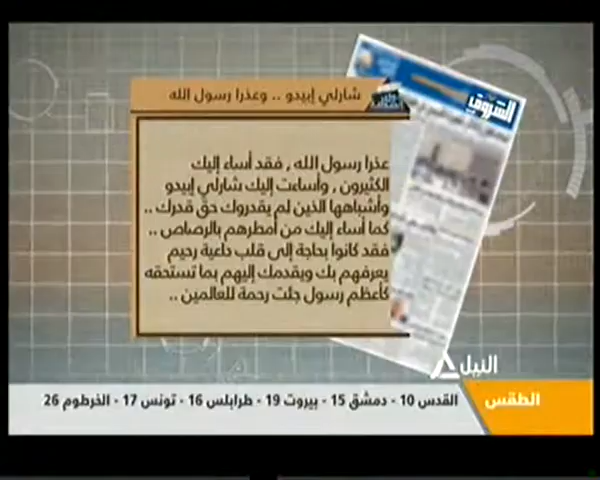 الشروق
شارلي إبيدو .. وعذرا رسول الله
عذرا رسول الله , فقد أساء إليك
الكثيرون , وأساءت إليك شارلي إبيدو
وأشباهها الذين لم يقدروك حق قدرك ..
كما أساء إليك من أمطرهم بالرصاص ..
فقد كانوا بحاجة إلى قلب داعية رحيم
يعرفهم بك ويقدمك إليهم بما تستحقه
كأعظم رسول جئت رحمة للعالمين ..
النيل
الطقس
القدس 10 - دمشق 15 - بيروت 19 - طرابلس 16 - تونس 17 - الخرطوم 26